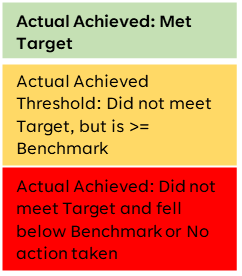 Actual Achieved: Met
Target
Actual Achieved
Threshold: Did not meet
Target, but is >=
Benchmark
Actual Achieved: Did not
meet Target and fell
below Benchmark or No
action taken